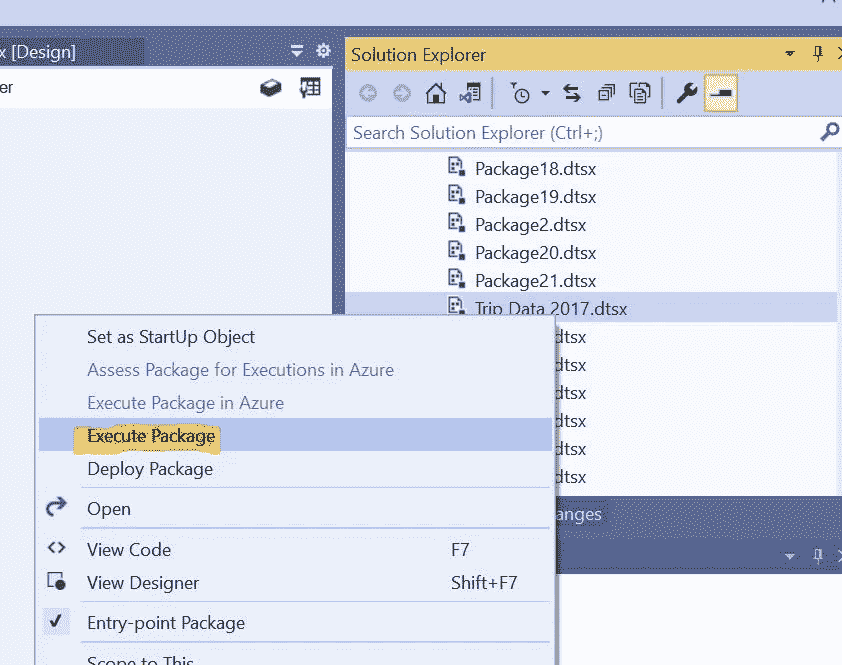 x [Design]
er
Solution Explorer
Search Solution Explorer (Ctrl+;)
Package18.dtsx
Package19.dtsx
Package2.dtsx
Package20.dtsx
Package21.dtsx
Trip Data 2017.dtsx
dtsx
dtsx
dtsx
dtsx
dtsx
dtsx
anges
Set as StartUp Object
Assess Package for Executions in Azure
Execute Package in Azure
Execute Package
Deploy Package
Open
View Code F7
View Designer Shift+F7
Entry-point Package
Scope to This